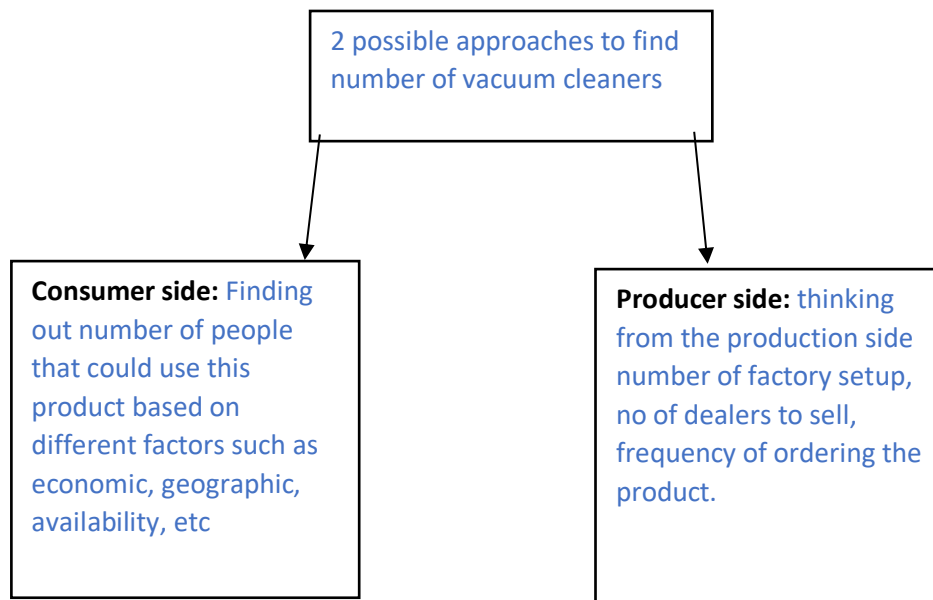 2 possible approaches to find
number of vacuum cleaners
Consumer side: Finding
out number of people
that could use this
product based on
different factors such as
economic, geographic,
availability, etc
Producer side: thinking
from the production side
number of factory setup,
no of dealers to sell,
frequency of ordering the
product.